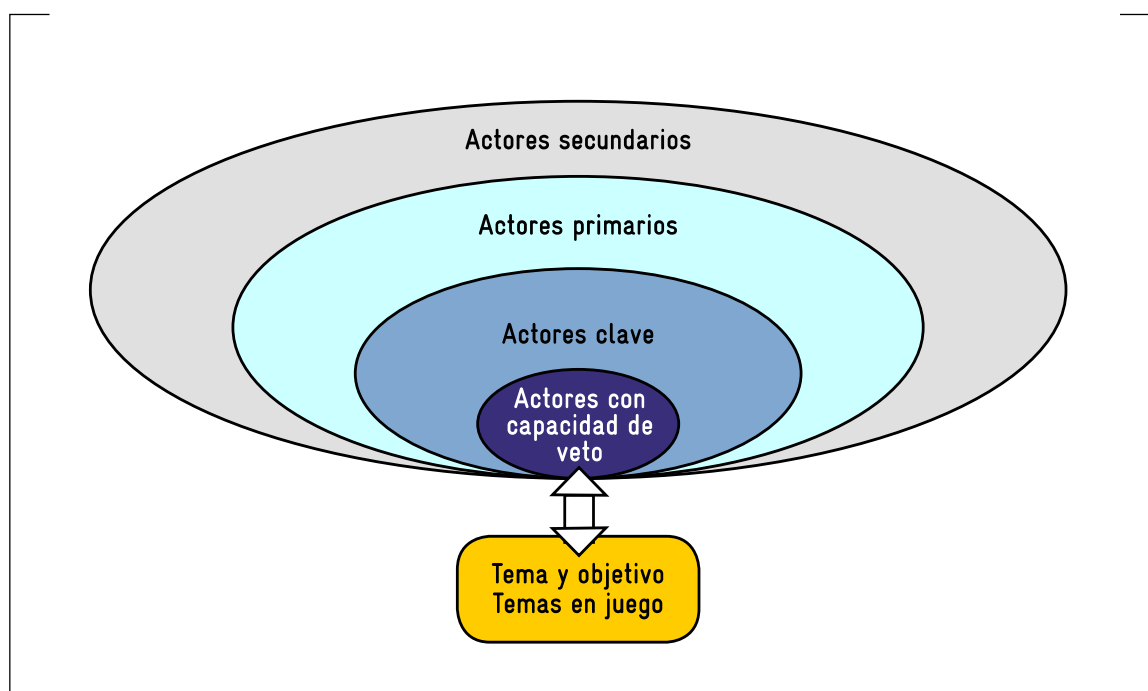 Actores secundarios
Actores primarios
Actores clave
Actores con
capacidad de
veto
Tema y objetivo
Temas en juego